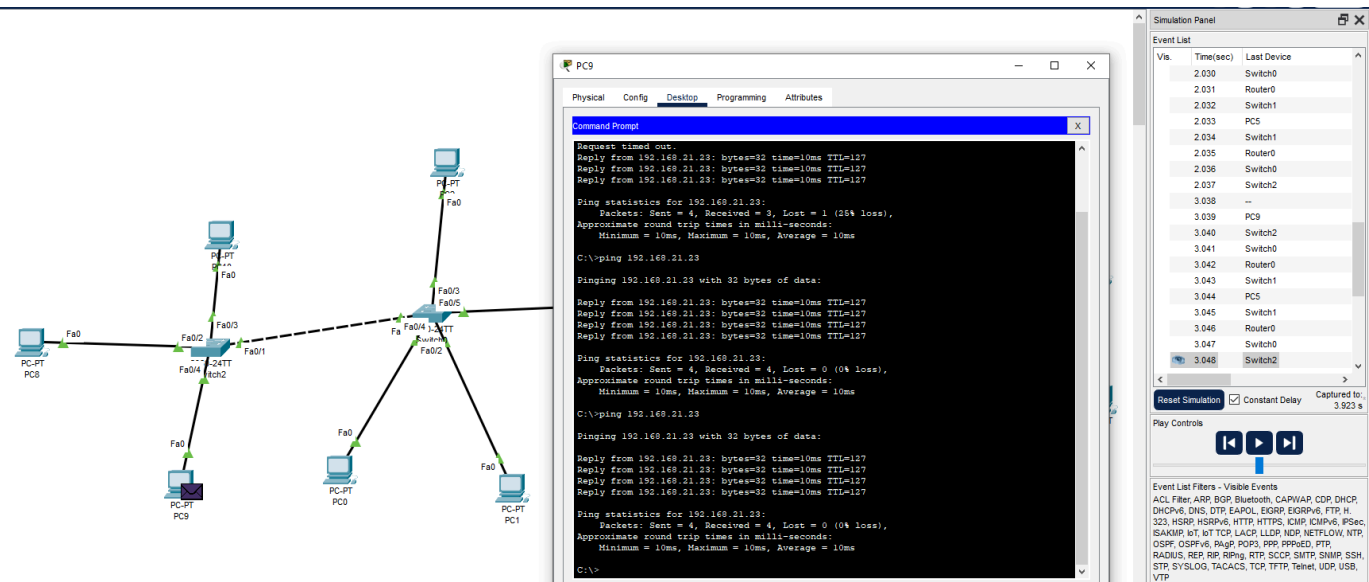 PC-PT
Fa0
PC-PT
Fa0
Fa0/3
Fa0/5
Fa0/4
-24TT
Fa0/2
Fa0
PC-PT
PC8
Fa0/2
Fa0/3
Fa0/1
-24TT
Fa0/4
Fa0
PC-PT
PC9
Fa0
PC-PT
PC0
Fa0
PC-PT
PC1
PC9
Physical Config Desktop Programming Attributes
Command Prompt X
Request timed out.
Reply from 192.168.21.23: bytes=32 time=10ms TTL=127
Reply from 192.168.21.23: bytes=32 time=10ms TTL=127
Reply from 192.168.21.23: bytes=32 time=10ms TTL=127
Ping statistics for 192.168.21.23:
Packets: Sent = 4, Received = 3, Lost = 1 (25% loss),
Approximate round trip times in milli-seconds:
Minimum = 10ms, Maximum = 10ms, Average = 10ms
C:\>ping 192.168.21.23
Pinging 192.168.21.23 with 32 bytes of data:
Reply from 192.168.21.23: bytes=32 time=10ms TTL=127
Reply from 192.168.21.23: bytes=32 time=10ms TTL=127
Reply from 192.168.21.23: bytes=32 time=10ms TTL=127
Reply from 192.168.21.23: bytes=32 time=10ms TTL=127
Ping statistics for 192.168.21.23:
Packets: Sent = 4, Received = 4, Lost = 0 (0% loss),
Approximate round trip times in milli-seconds:
Minimum = 10ms, Maximum = 10ms, Average = 10ms
C:\>ping 192.168.21.23
Pinging 192.168.21.23 with 32 bytes of data:
Reply from 192.168.21.23: bytes=32 time=10ms TTL=127
Reply from 192.168.21.23: bytes=32 time=10ms TTL=127
Reply from 192.168.21.23: bytes=32 time=10ms TTL=127
Reply from 192.168.21.23: bytes=32 time=10ms TTL=127
Ping statistics for 192.168.21.23:
Packets: Sent = 4, Received = 4, Lost = 0 (0% loss),
Approximate round trip times in milli-seconds:
Minimum = 10ms, Maximum = 10ms, Average = 10ms
C:\>
Simulation Panel
Event List
Vis. Time(sec) Last Device
2.030 Switch0
2.031 Router0
2.032 Switch1
2.033 PC5
2.034 Switch1
2.035 Router0
2.036 Switch0
2.037 Switch2
3.038 --
3.039 PC9
3.040 Switch2
3.041 Switch0
3.042 Router0
3.043 Switch1
3.044 PC5
3.045 Switch1
3.046 Router0
3.047 Switch0
3.048 Switch2
Reset Simulation Constant Delay Captured to:
3.923 s
Play Controls
Event List Filters - Visible Events
ACL Filter, ARP, BGP, Bluetooth, CAPWAP, CDP, DHCP,
DHCPv6, DNS, DTP, EAPOL, EIGRP, EIGRPv6, FTP, H.
323, HSRP, HSRPv6, HTTP, HTTPS, ICMP, ICMPv6, IPSec,
ISAKMP, IoT, IoT TCP, LACP, LLDP, NDP, NETFLOW, NTP,
OSPF, OSPFv6, PAgP, POP3, PPP, PPPoED, PTP,
RADIUS, REP, RIP, RIPng, RTP, SCCP, SMTP, SNMP, SSH,
STP, SYSLOG, TACACS, TCP, TFTP, Telnet, UDP, USB,
VTP